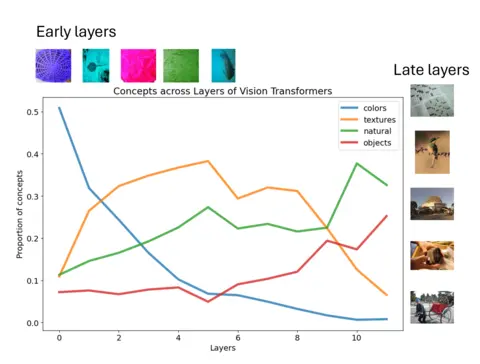 Early layers
Late layers
Concepts across Layers of Vision Transformers
colors
textures
natural
objects
0.5
0.4
0.3
0.2
0.1
0.0
Proportion of concepts
0 2 4 6 8 10
Layers